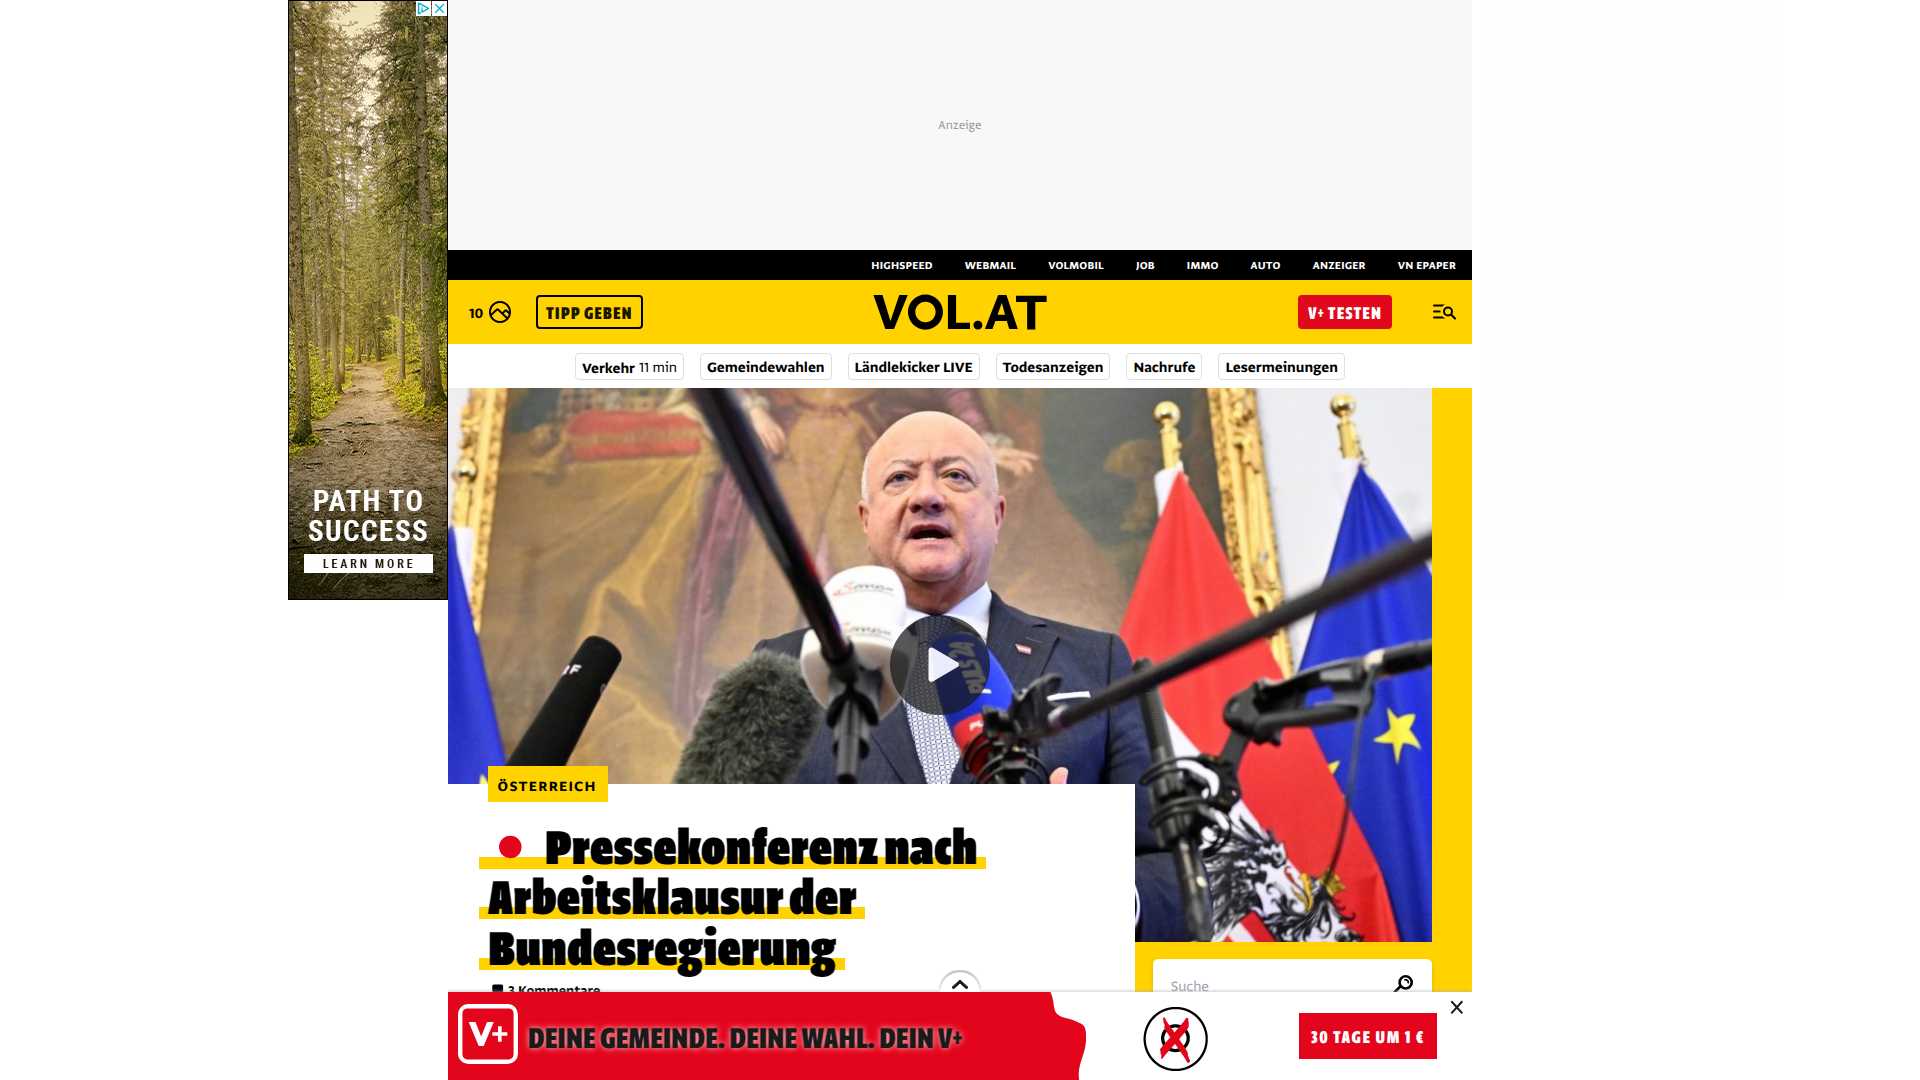 Anzeige
HIGHSPEED WEBMAIL VOLMOBIL JOB IMMO AUTO ANZEIGER VN EPAPER
10 TIPP GEBEN VOL.AT V+ TESTEN
Verkehr 11 min Gemeindewahlen Ländlekicker LIVE Todesanzeigen Nachrufe Lesermeinungen
PATH TO
SUCCESS
LEARN MORE
PULS 24
ÖSTERREICH
Pressekonferenz nach
Arbeitsklausur der
Bundesregierung
3 Kommentare
Suche
V+ DEINE GEMEINDE. DEINE WAHL. DEIN V+ 30 TAGE UM 1 €